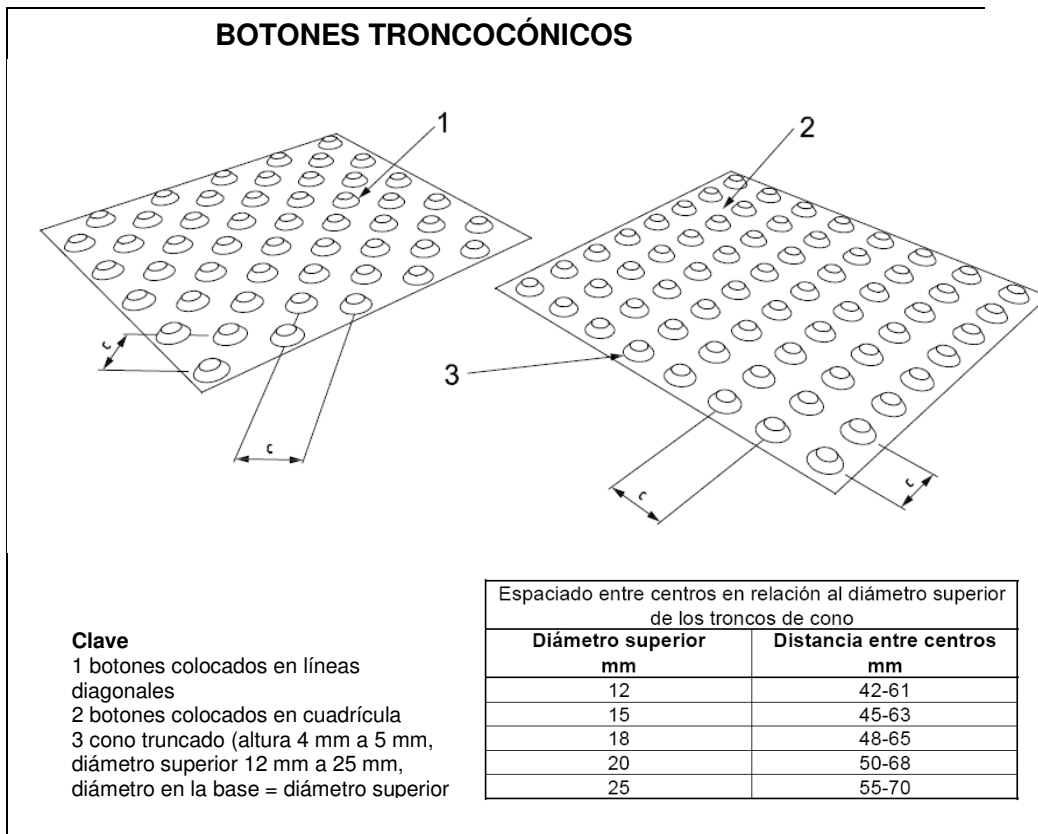 BOTONES TRONCOCÓNICOS
1
2
3
c
c
c
c
Clave
1 botones colocados en líneas
diagonales
2 botones colocados en cuadrícula
3 cono truncado (altura 4 mm a 5 mm,
diámetro superior 12 mm a 25 mm,
diámetro en la base = diámetro superior
Espaciado entre centros en relación al diámetro superior
de los troncos de cono
Diámetro superior Distancia entre centros
mm mm
12 42-61
15 45-63
18 48-65
20 50-68
25 55-70